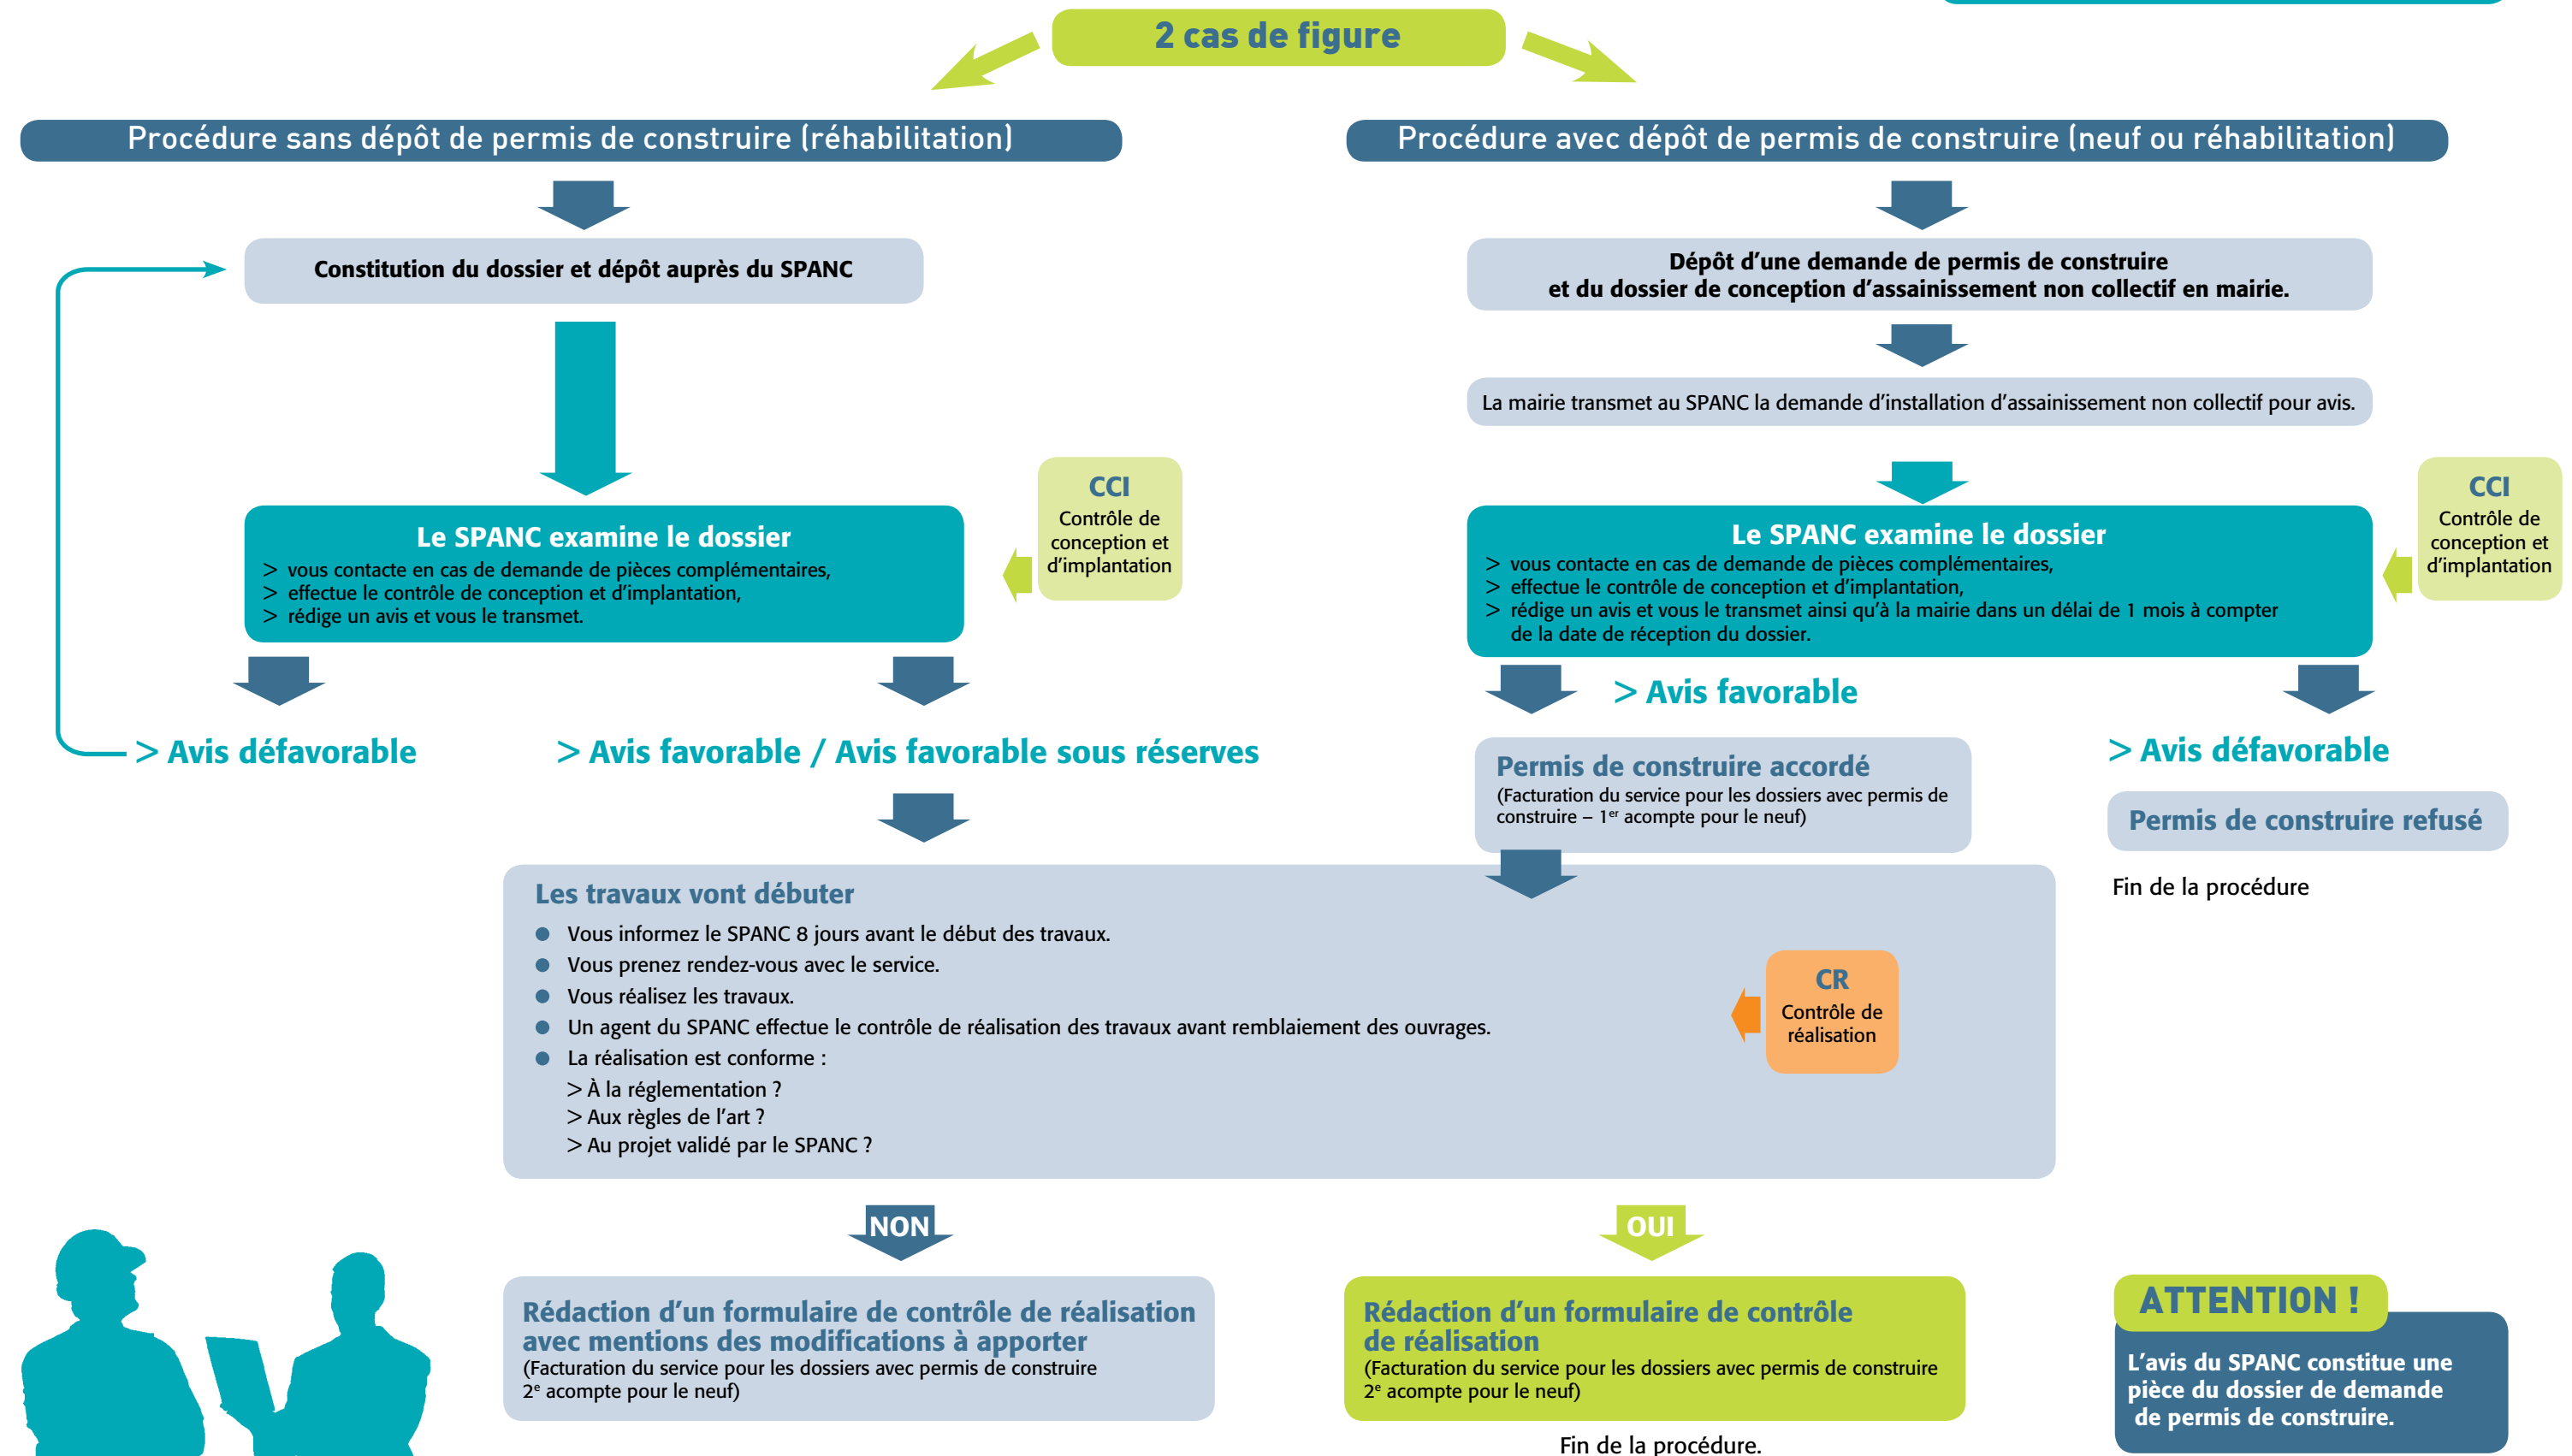 2 cas de figure
Procédure sans dépôt de permis de construire (réhabilitation)
Constitution du dossier et dépôt auprès du SPANC
Le SPANC examine le dossier
> vous contacte en cas de demande de pièces complémentaires,
> effectue le contrôle de conception et d’implantation,
> rédige un avis et vous le transmet.
CCI
Contrôle de
conception et
d’implantation
> Avis défavorable
> Avis favorable / Avis favorable sous réserves
Procédure avec dépôt de permis de construire (neuf ou réhabilitation)
Dépôt d’une demande de permis de construire
et du dossier de conception d’assainissement non collectif en mairie.
La mairie transmet au SPANC la demande d’installation d’assainissement non collectif pour avis.
Le SPANC examine le dossier
> vous contacte en cas de demande de pièces complémentaires,
> effectue le contrôle de conception et d’implantation,
> rédige un avis et vous le transmet ainsi qu’à la mairie dans un délai de 1 mois à compter
de la date de réception du dossier.
CCI
Contrôle de
conception et
d’implantation
> Avis favorable
Permis de construire accordé
(Facturation du service pour les dossiers avec permis de
construire – 1er acompte pour le neuf)
> Avis défavorable
Permis de construire refusé
Fin de la procédure
Les travaux vont débuter
● Vous informez le SPANC 8 jours avant le début des travaux.
● Vous prenez rendez-vous avec le service.
● Vous réalisez les travaux.
● Un agent du SPANC effectue le contrôle de réalisation des travaux avant remblaiement des ouvrages.
● La réalisation est conforme :
> À la réglementation ?
> Aux règles de l’art ?
> Au projet validé par le SPANC ?
CR
Contrôle de
réalisation
NON
Rédaction d’un formulaire de contrôle de réalisation
avec mentions des modifications à apporter
(Facturation du service pour les dossiers avec permis de construire
2e acompte pour le neuf)
OUI
Rédaction d’un formulaire de contrôle
de réalisation
(Facturation du service pour les dossiers avec permis de construire
2e acompte pour le neuf)
Fin de la procédure.
ATTENTION !
L’avis du SPANC constitue une
pièce du dossier de demande
de permis de construire.